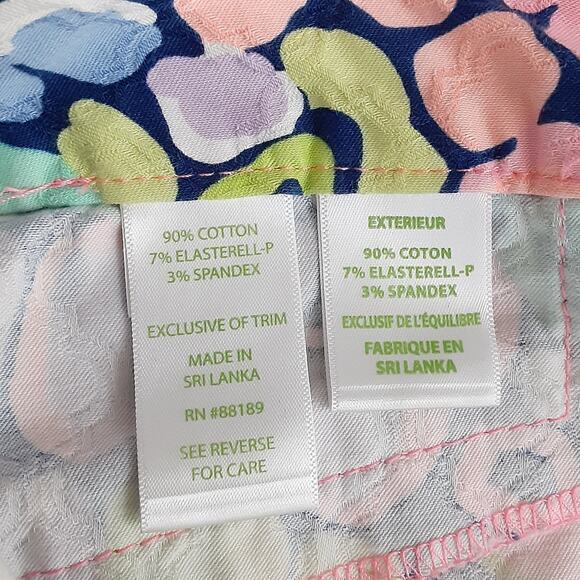 90% COTTON
7% ELASTERELL-P
3% SPANDEX
EXCLUSIVE OF TRIM
MADE IN
SRI LANKA
RN #88189
SEE REVERSE
FOR CARE
EXTERIEUR
90% COTON
7% ELASTERELL-P
3% SPANDEX
EXCLUSIF DE L'ÉQUILIBRE
FABRIQUE EN
SRI LANKA